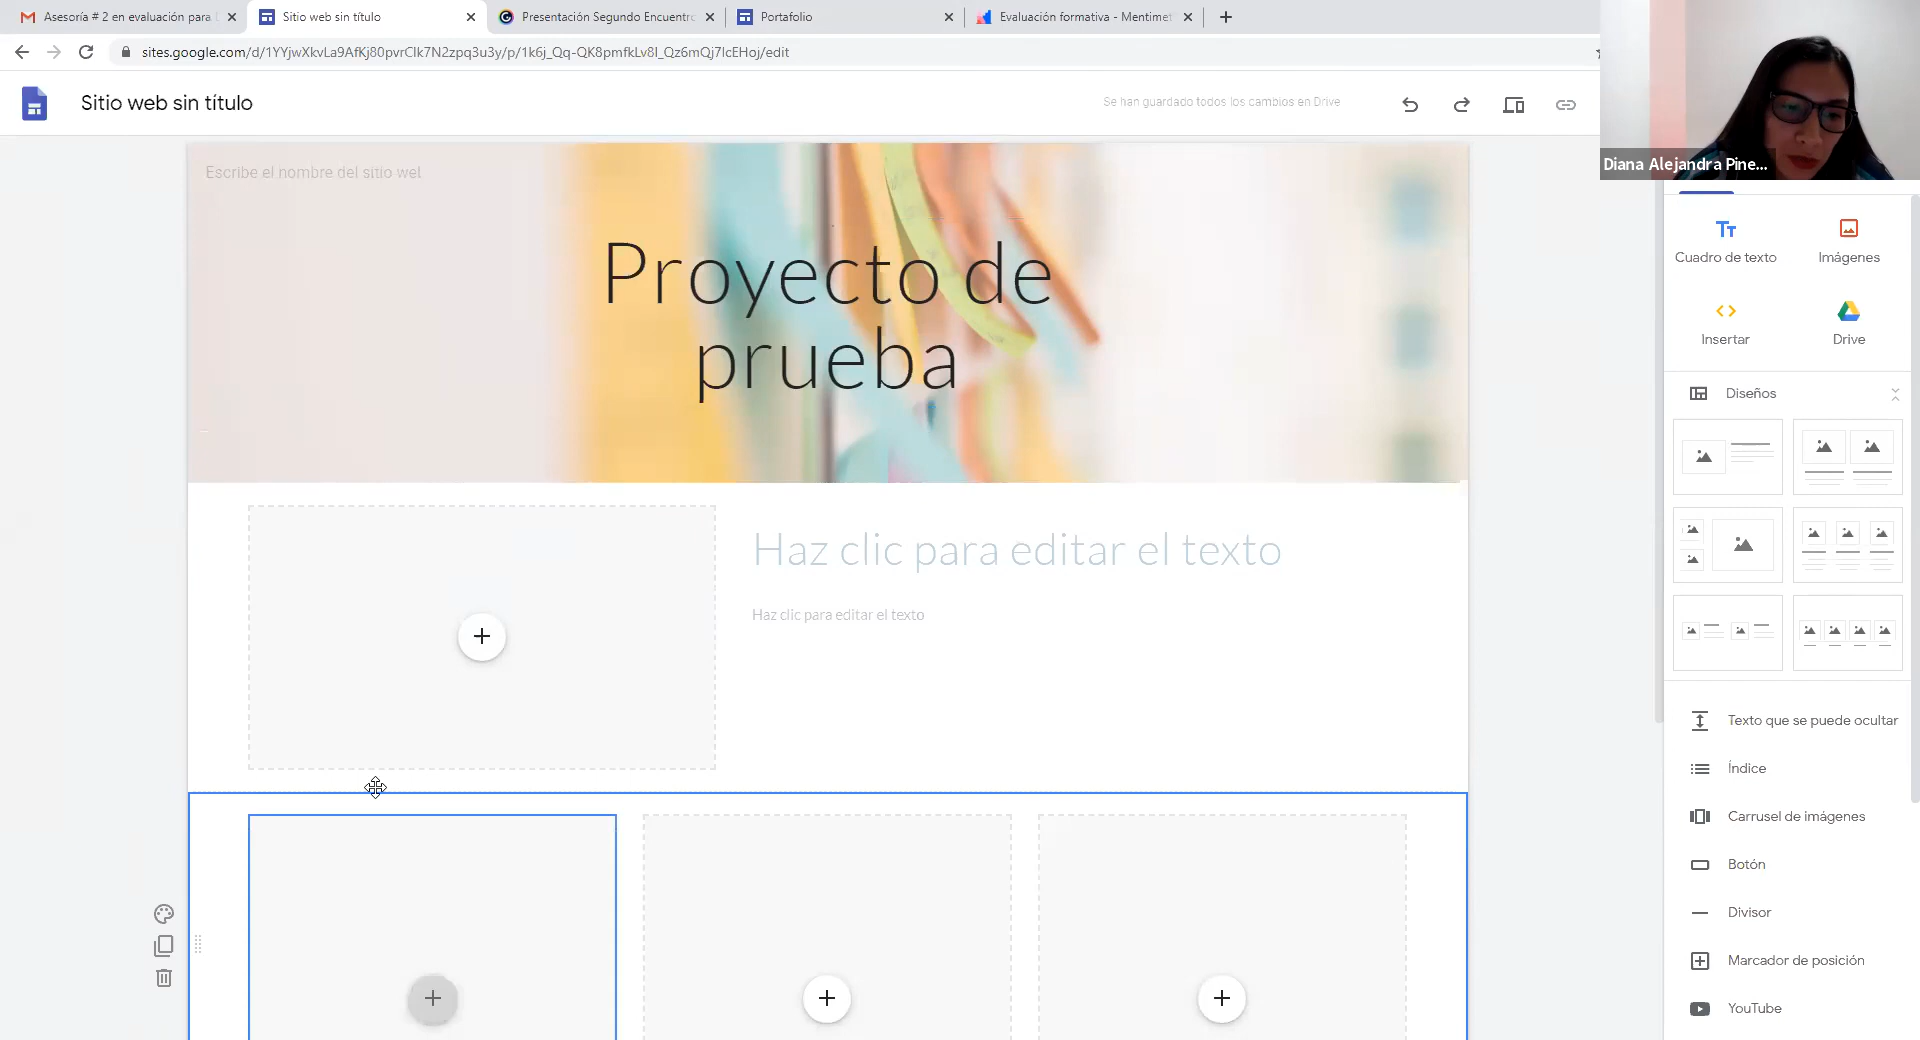 Asesoría # 2 en evaluación para
Sitio web sin título
Presentación Segundo Encuentro
Portafolio
Evaluación formativa - Mentimet
sites.google.com/d/1YYjwXkvLa9AfKj80pvrClk7N2zpq3u3y/p/1k6j_Qq-QK8pmfkLv8l_Qz6mQj7lcEHoj/edit
Sitio web sin título
Se han guardado todos los cambios en Drive
Diana Alejandra Pine...
Escribe el nombre del sitio wel
Proyecto de
prueba
Haz clic para editar el texto
Haz clic para editar el texto
Cuadro de texto
Imágenes
Insertar
Drive
Diseños
Texto que se puede ocultar
Índice
Carrusel de imágenes
Botón
Divisor
Marcador de posición
YouTube